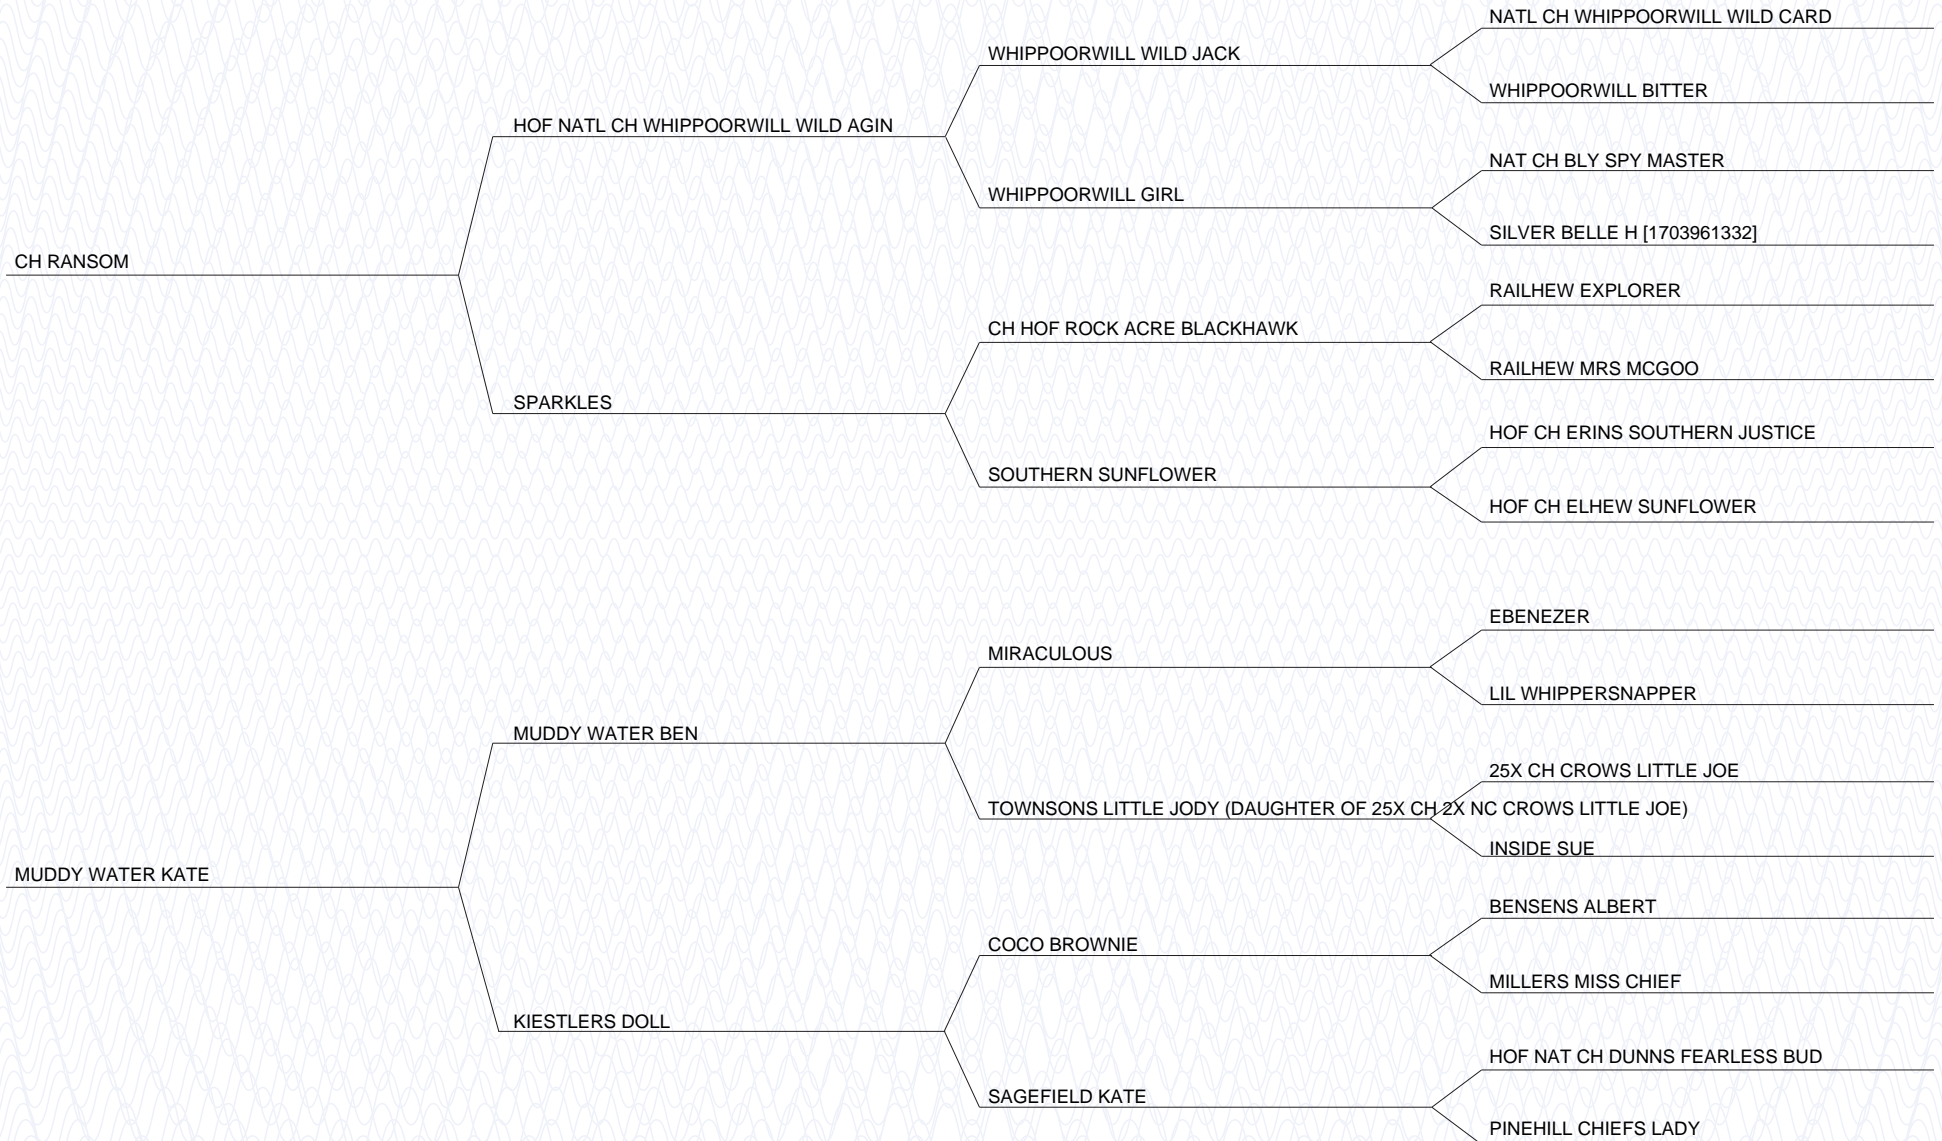 NATL CH WHIPPOORWILL WILD CARD
WHIPPOORWILL WILD JACK
WHIPPOORWILL BITTER
HOF NATL CH WHIPPOORWILL WILD AGIN
NAT CH BLY SPY MASTER
WHIPPOORWILL GIRL
SILVER BELLE H [1703961332]
CH RANSOM
RAILHEW EXPLORER
CH HOF ROCK ACRE BLACKHAWK
RAILHEW MRS MCGOO
SPARKLES
HOF CH ERINS SOUTHERN JUSTICE
SOUTHERN SUNFLOWER
HOF CH ELHEW SUNFLOWER
EBENEZER
MIRACULOUS
LIL WHIPPERSNAPPER
MUDDY WATER BEN
25X CH CROWS LITTLE JOE
TOWNSONS LITTLE JODY (DAUGHTER OF 25X CH 2X NC CROWS LITTLE JOE)
INSIDE SUE
MUDDY WATER KATE
BENSENS ALBERT
COCO BROWNIE
MILLERS MISS CHIEF
KIESTLERS DOLL
HOF NAT CH DUNNS FEARLESS BUD
SAGEFIELD KATE
PINEHILL CHIEFS LADY